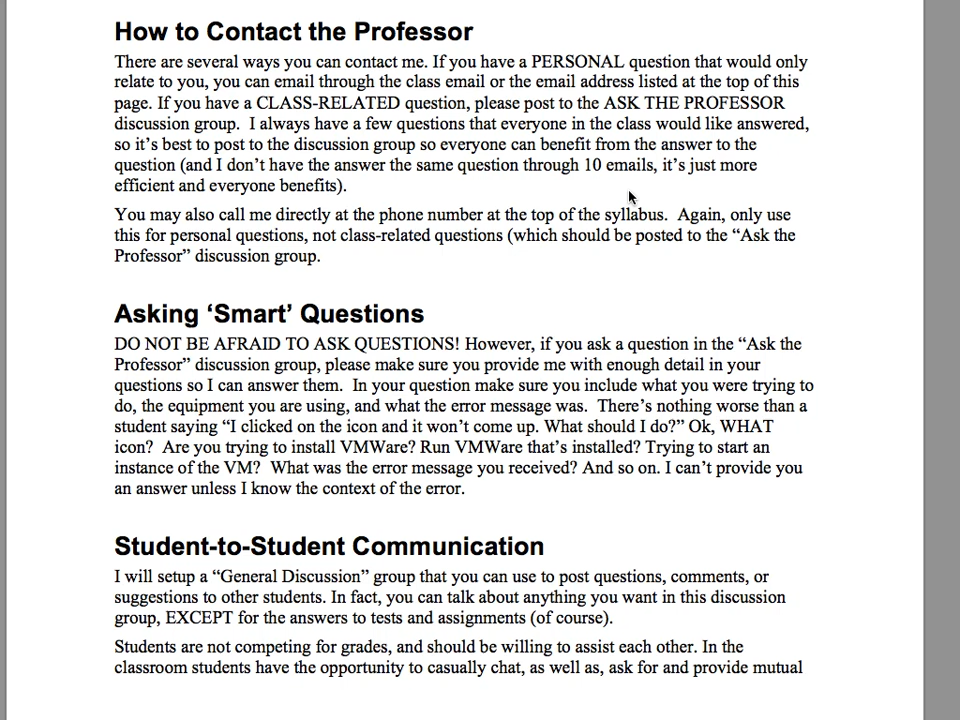 How to Contact the Professor
There are several ways you can contact me. If you have a PERSONAL question that would only
relate to you, you can email through the class email or the email address listed at the top of this
page. If you have a CLASS-RELATED question, please post to the ASK THE PROFESSOR
discussion group.  I always have a few questions that everyone in the class would like answered,
so it’s best to post to the discussion group so everyone can benefit from the answer to the
question (and I don’t have the answer the same question through 10 emails, it’s just more
efficient and everyone benefits).
You may also call me directly at the phone number at the top of the syllabus.  Again, only use
this for personal questions, not class-related questions (which should be posted to the “Ask the
Professor” discussion group.
Asking ‘Smart’ Questions
DO NOT BE AFRAID TO ASK QUESTIONS! However, if you ask a question in the “Ask the
Professor” discussion group, please make sure you provide me with enough detail in your
questions so I can answer them.  In your question make sure you include what you were trying to
do, the equipment you are using, and what the error message was.  There’s nothing worse than a
student saying “I clicked on the icon and it won’t come up. What should I do?” Ok, WHAT
icon?  Are you trying to install VMWare? Run VMWare that’s installed? Trying to start an
instance of the VM?  What was the error message you received? And so on. I can’t provide you
an answer unless I know the context of the error.
Student-to-Student Communication
I will setup a “General Discussion” group that you can use to post questions, comments, or
suggestions to other students. In fact, you can talk about anything you want in this discussion
group, EXCEPT for the answers to tests and assignments (of course).
Students are not competing for grades, and should be willing to assist each other. In the
classroom students have the opportunity to casually chat, as well as, ask for and provide mutual